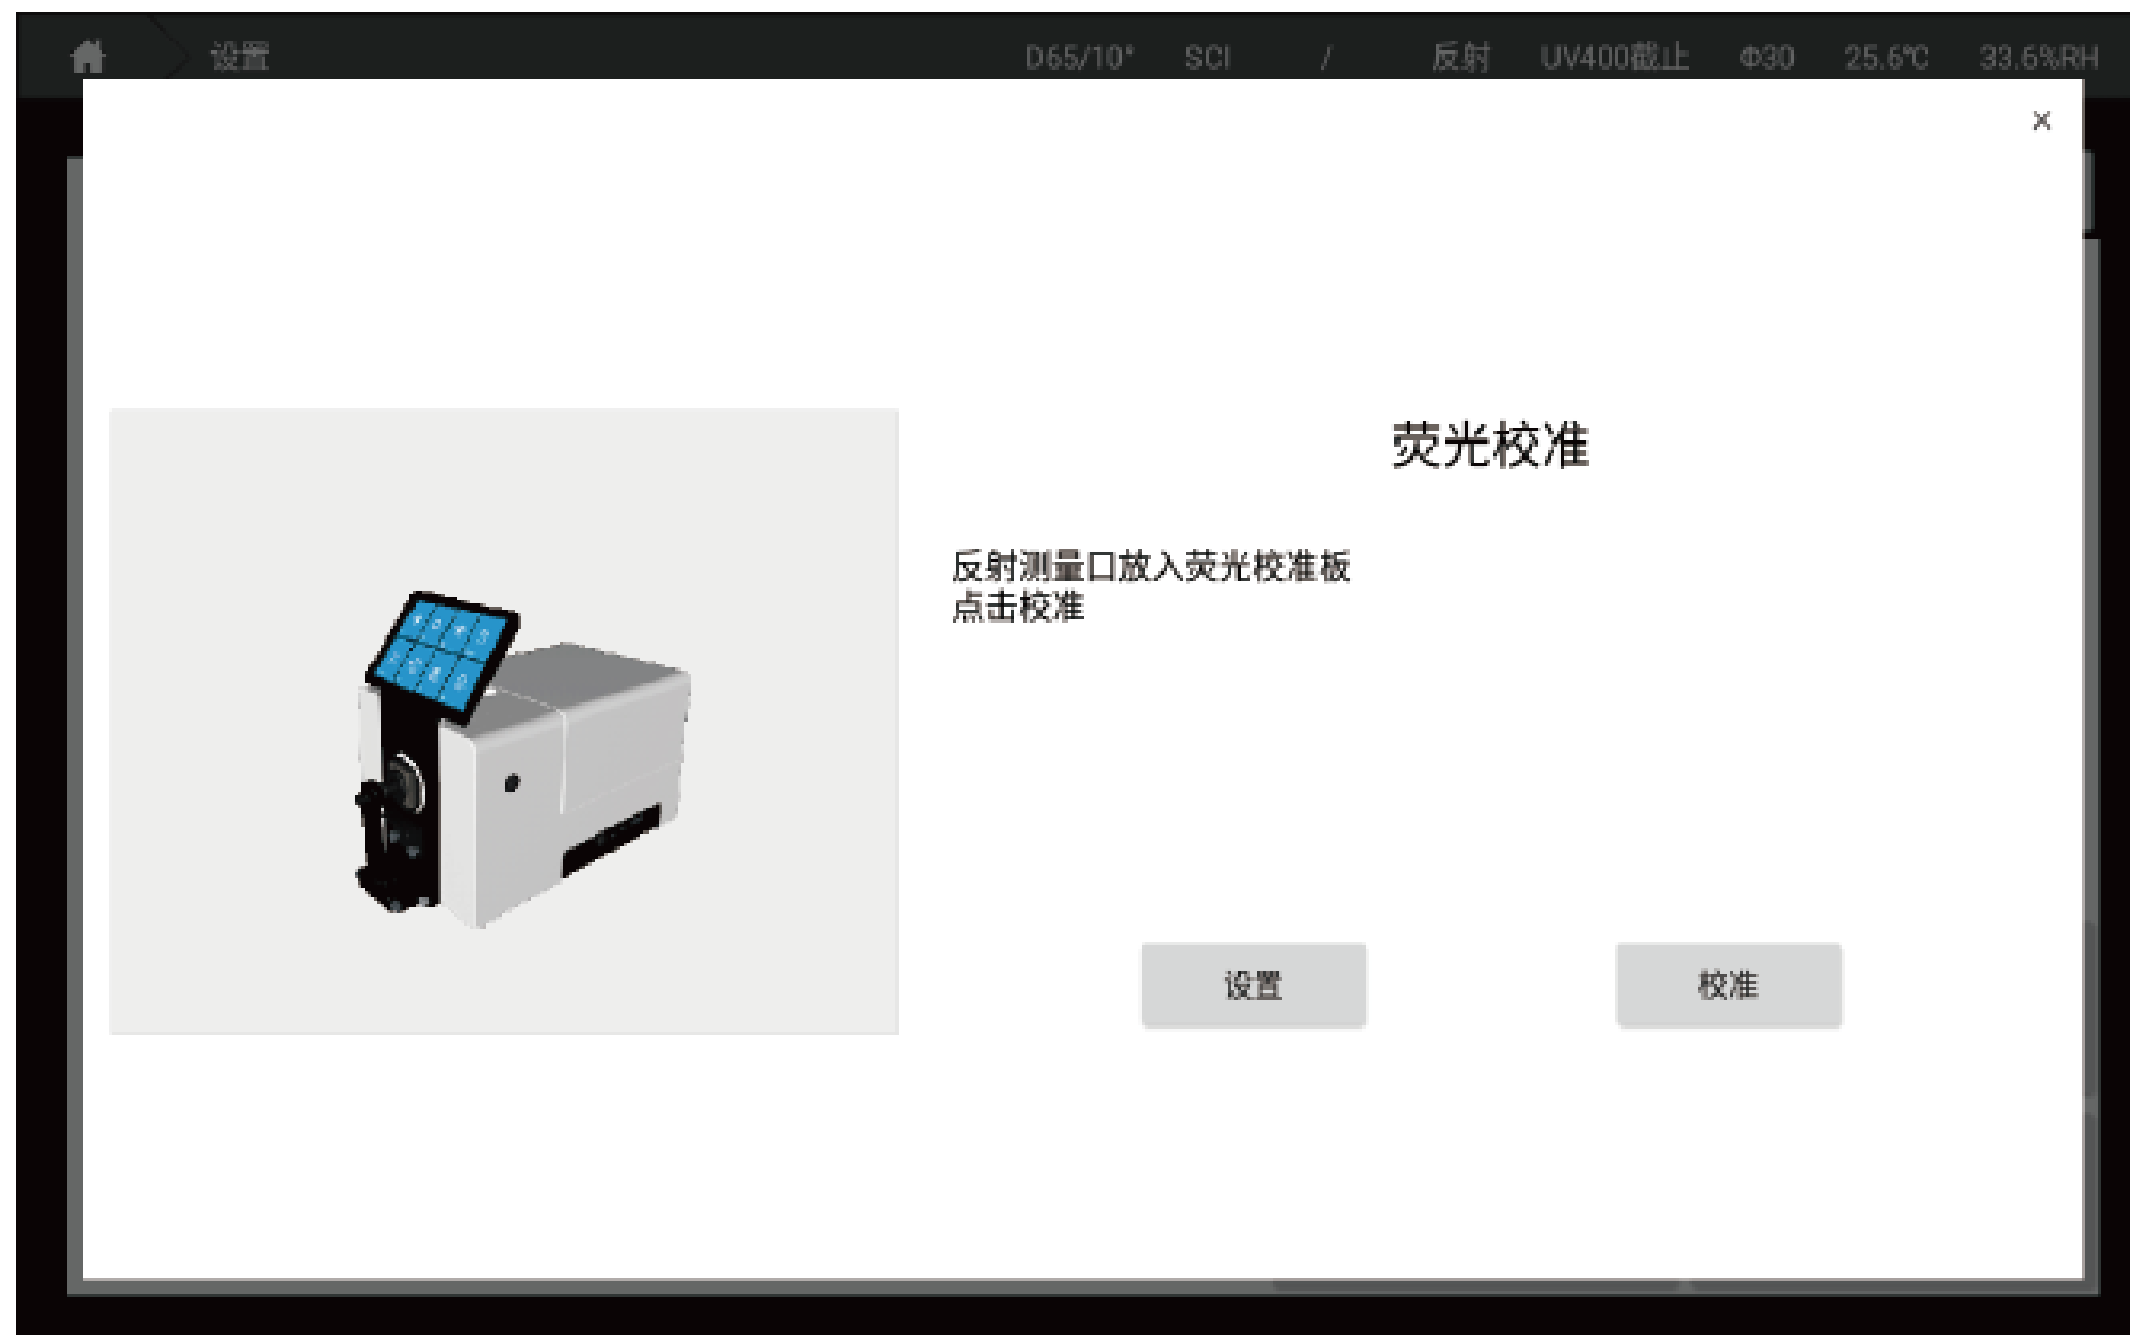 设置 D65/10° SCI / 反射 UV400截止 Φ30 25.6℃ 33.6%RH
×
荧光校准
反射测量口放入荧光校准板
点击校准
设置 校准